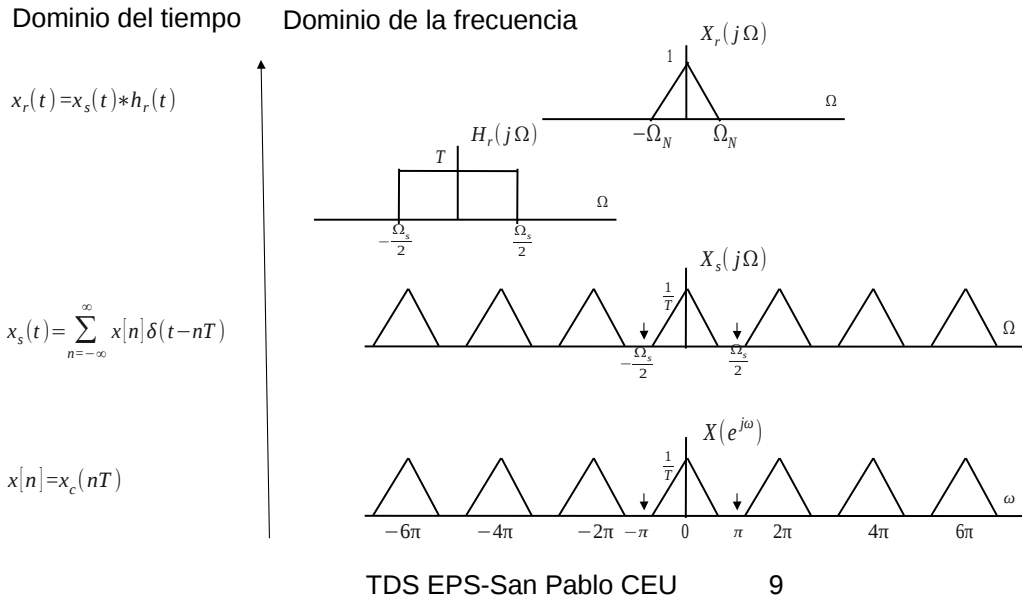 Dominio del tiempo Dominio de la frecuencia
X_r(jΩ)
1
x_r(t)=x_s(t)*h_r(t)
Ω
−Ω_N Ω_N
H_r(jΩ)
T
Ω
−Ω_s/2 Ω_s/2
X_s(jΩ)
1/T
x_s(t)=∑_{n=−∞}^{∞} x[n]δ(t−nT)
Ω
−Ω_s/2 Ω_s/2
X(e^{jω})
1/T
x[n]=x_c(nT)
ω
−6π −4π −2π −π 0 π 2π 4π 6π
TDS EPS-San Pablo CEU 9